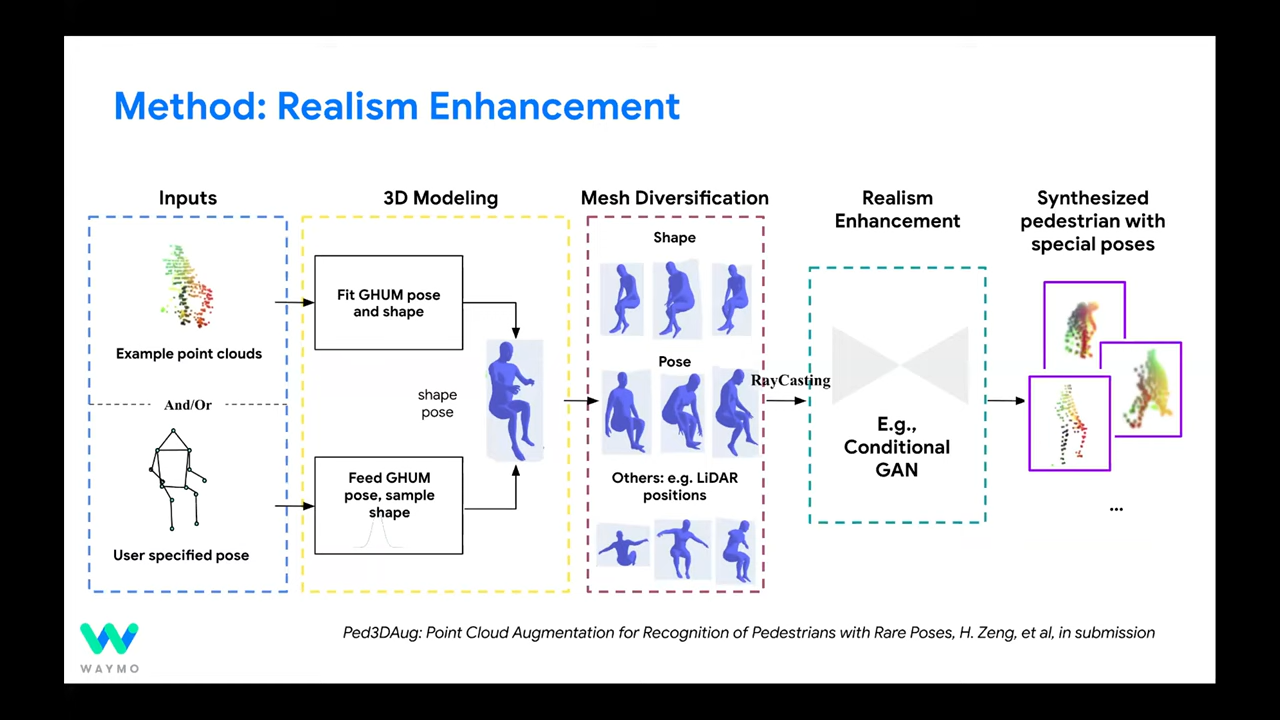 Method: Realism Enhancement
Inputs
Example point clouds
And/Or
User specified pose
3D Modeling
Fit GHUM pose
and shape
shape
pose
Feed GHUM
pose, sample
shape
Mesh Diversification
Shape
Pose
Others: e.g. LiDAR
positions
RayCasting
Realism
Enhancement
E.g.,
Conditional
GAN
Synthesized
pedestrian with
special poses
...
Ped3DAug: Point Cloud Augmentation for Recognition of Pedestrians with Rare Poses, H. Zeng, et al, in submission
WAYMO